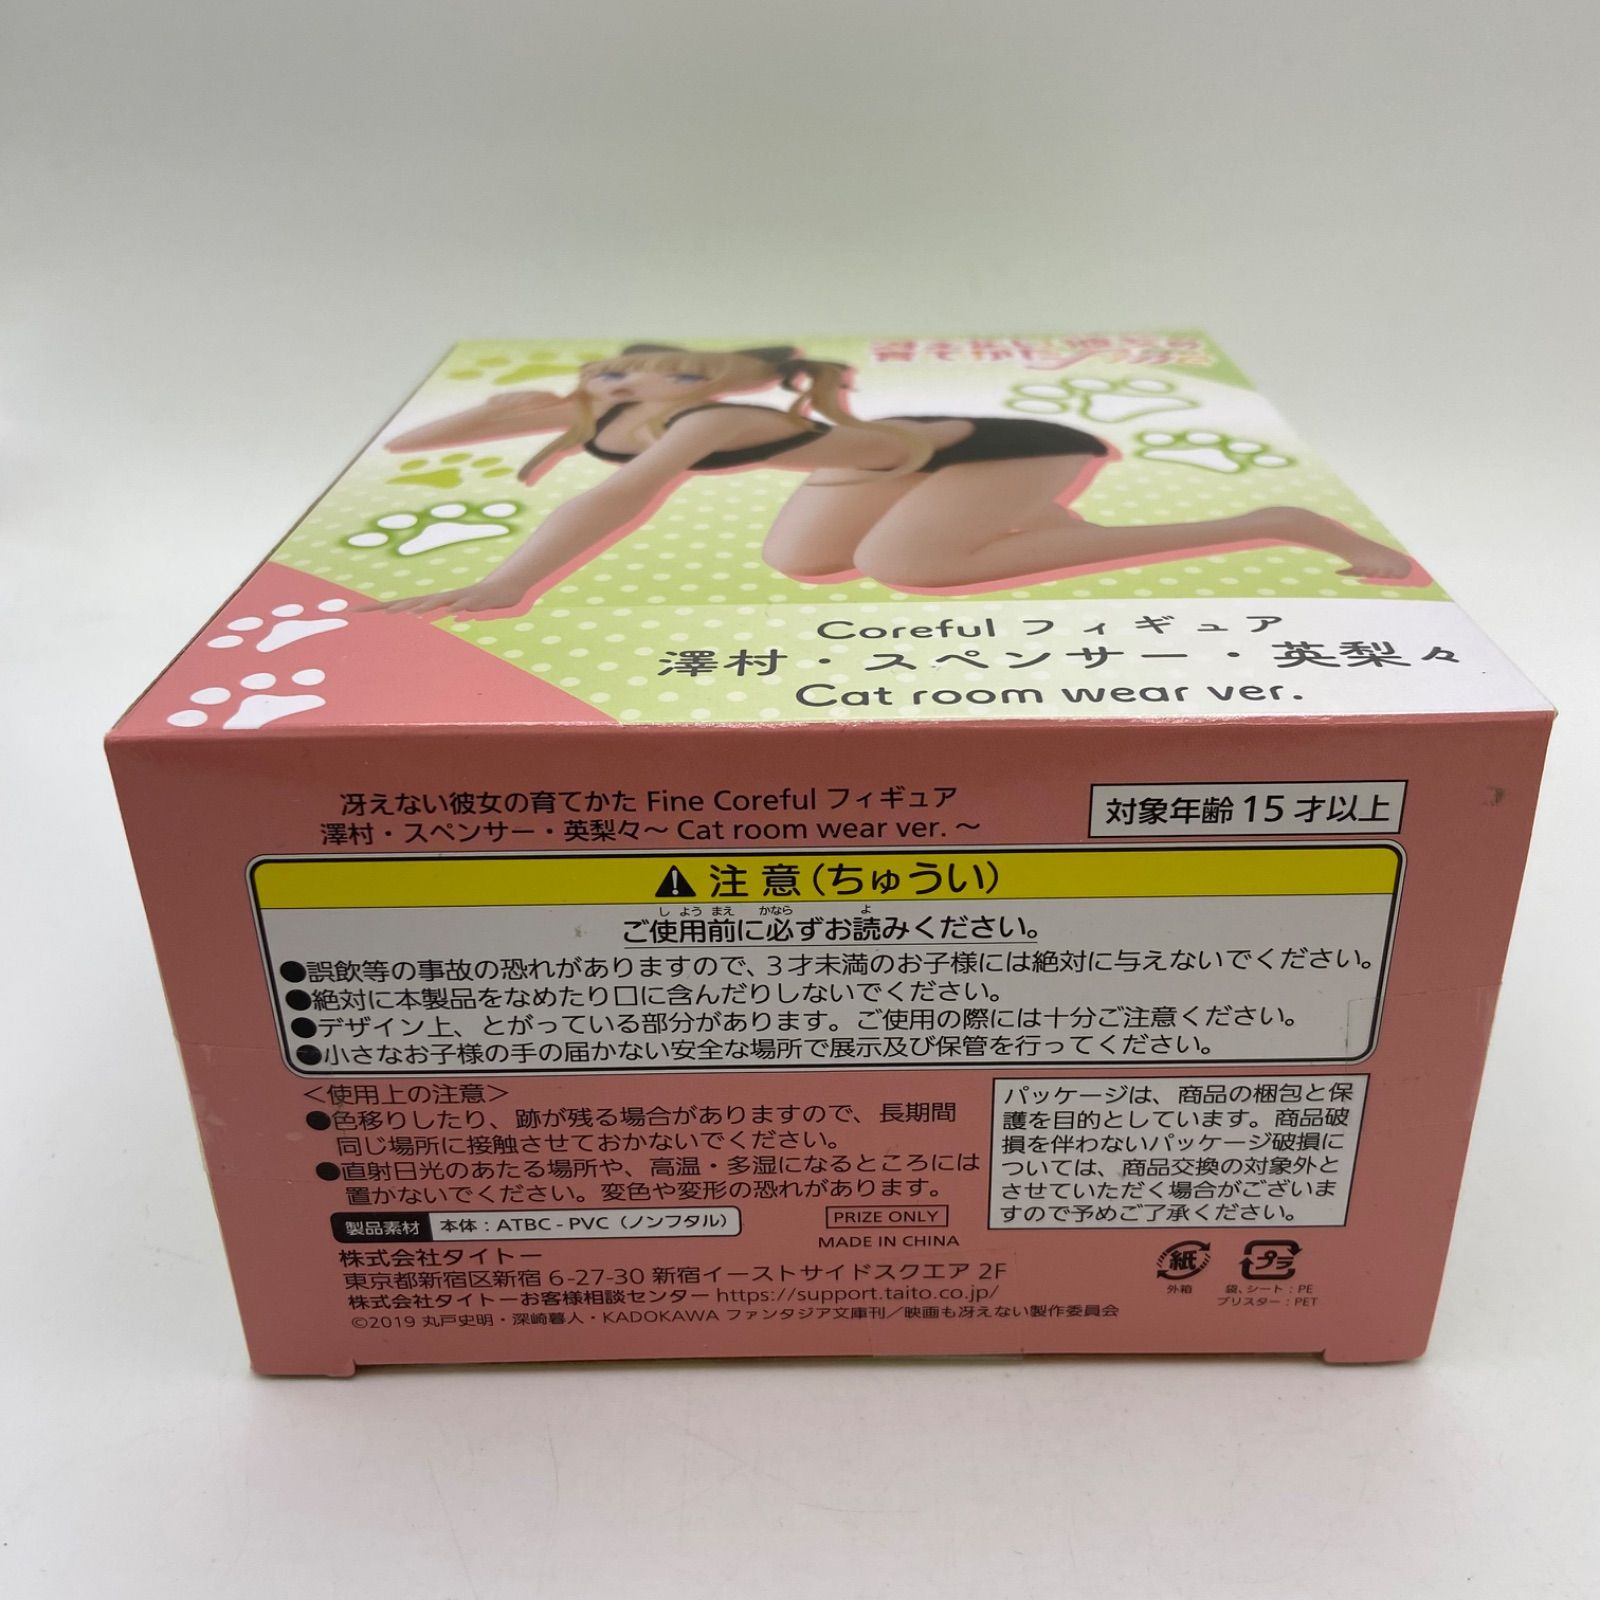 冴えない彼女の
育てかた Fine
Coreful フィギュア
澤村・スペンサー・英梨々
Cat room wear ver.
冴えない彼女の育てかた Fine Coreful フィギュア
澤村・スペンサー・英梨々～ Cat room wear ver. ～
対象年齢 15 才以上
注意（ちゅうい）
しようまえ かなら よ
ご使用前に必ずお読みください。
●誤飲等の事故の恐れがありますので、3才未満のお子様には絶対に与えないでください。
●絶対に本製品をなめたり口に含んだりしないでください。
●デザイン上、とがっている部分があります。ご使用の際には十分ご注意ください。
●小さなお子様の手の届かない安全な場所で展示及び保管を行ってください。
＜使用上の注意＞
●色移りしたり、跡が残る場合がありますので、長期間
同じ場所に接触させておかないでください。
●直射日光のあたる場所や、高温・多湿になるところには
置かないでください。変色や変形の恐れがあります。
パッケージは、商品の梱包と保
護を目的としています。商品破
損を伴わないパッケージ破損に
ついては、商品交換の対象外と
させていただく場合がございま
すので予めご了承ください。
製品素材 本体：ATBC-PVC（ノンフタル）
PRIZE ONLY
MADE IN CHINA
株式会社タイトー
東京都新宿区新宿 6-27-30 新宿イーストサイドスクエア 2F
株式会社タイトーお客様相談センター https://support.taito.co.jp/
©2019 丸戸史明・深崎暮人・KADOKAWA ファンタジア文庫刊／映画も冴えない製作委員会
紙
外箱
プラ
袋、シート：PE
ブリスター：PET